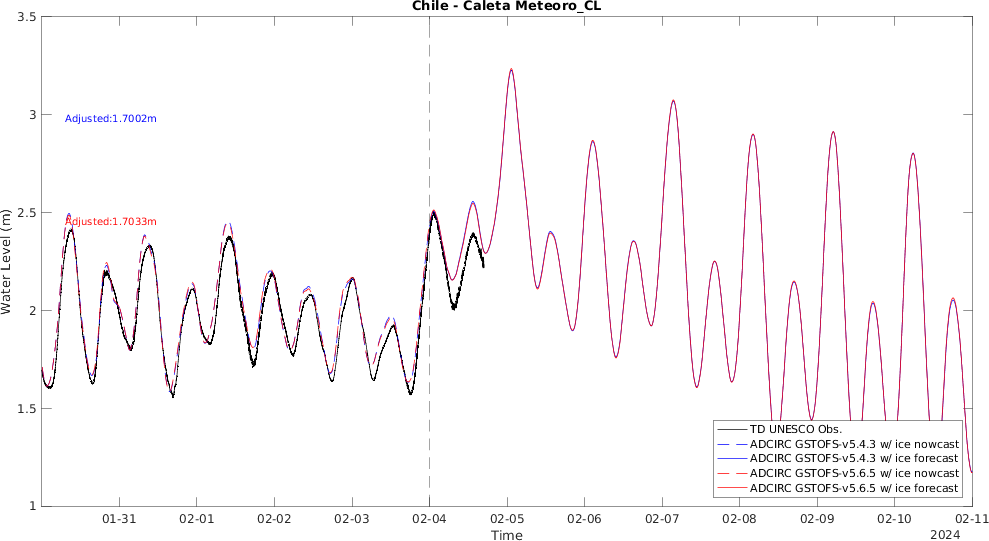 Chile - Caleta Meteoro_CL
3.5
3
2.5
2
1.5
1
Water Level (m)
Adjusted:1.7002m
Adjusted:1.7033m
TD UNESCO Obs.
ADCIRC GSTOFS-v5.4.3 w/ ice nowcast
ADCIRC GSTOFS-v5.4.3 w/ ice forecast
ADCIRC GSTOFS-v5.6.5 w/ ice nowcast
ADCIRC GSTOFS-v5.6.5 w/ ice forecast
01-31 02-01 02-02 02-03 02-04 02-05 02-06 02-07 02-08 02-09 02-10 02-11
Time
2024